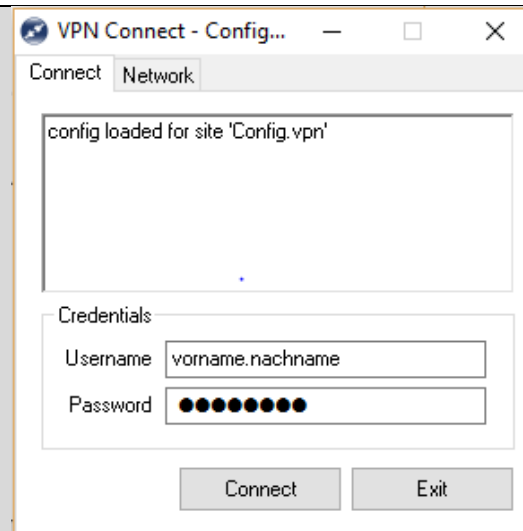 VPN Connect - Config...
Connect Network
config loaded for site 'Config.vpn'
Credentials
Username vorname.nachname
Password ●●●●●●●●
Connect Exit